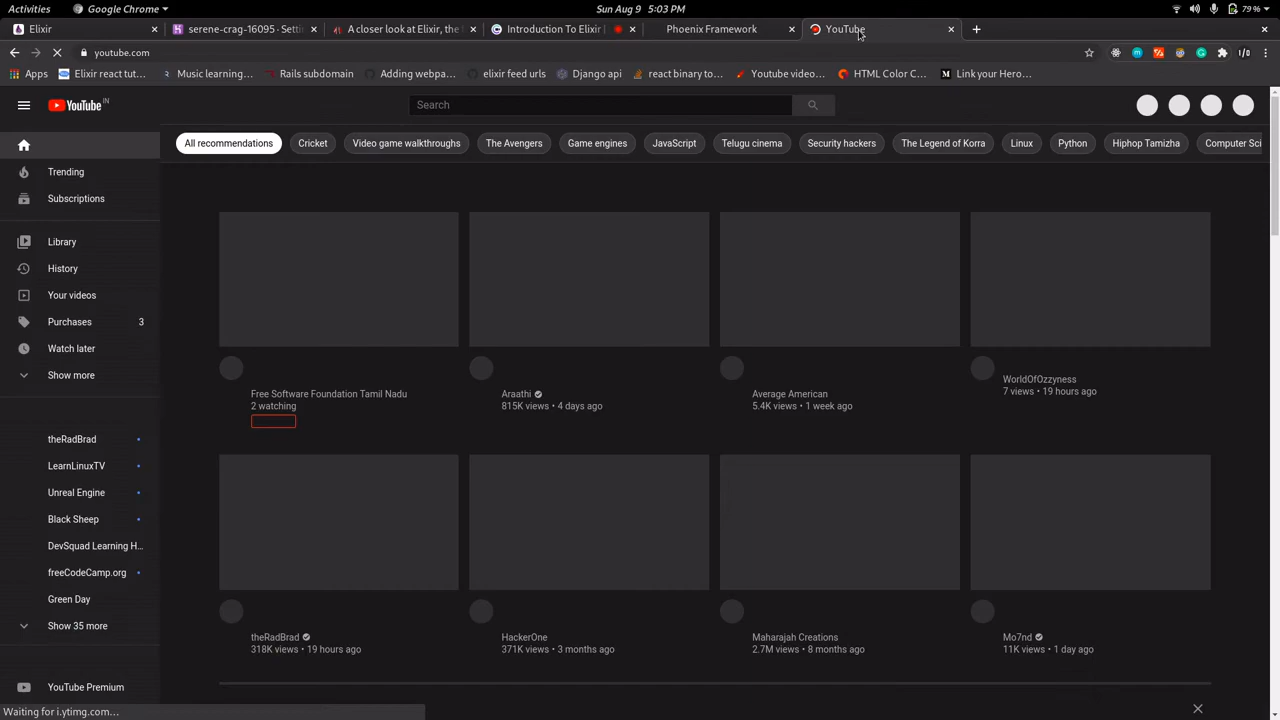 Activities Google Chrome Sun Aug 9 5:03 PM 79%
Elixir serene-crag-16095 · Setti A closer look at Elixir, the Introduction To Elixir | Phoenix Framework YouTube
youtube.com
Apps Elixir react tut... Music learning... Rails subdomain Adding webpa... elixir feed urls Django api react binary to... Youtube video... HTML Color C... Link your Hero...
YouTube IN Search
All recommendations Cricket Video game walkthroughs The Avengers Game engines JavaScript Telugu cinema Security hackers The Legend of Korra Linux Python Hiphop Tamizha Computer Sci
Trending
Subscriptions
Library
History
Your videos
Purchases 3
Watch later
Show more
theRadBrad
LearnLinuxTV
Unreal Engine
Black Sheep
DevSquad Learning H...
freeCodeCamp.org
Green Day
Show 35 more
YouTube Premium
Free Software Foundation Tamil Nadu
2 watching
Araathi
815K views • 4 days ago
Average American
5.4K views • 1 week ago
WorldOfOzzyness
7 views • 19 hours ago
theRadBrad
318K views • 19 hours ago
HackerOne
371K views • 3 months ago
Maharajah Creations
2.7M views • 8 months ago
Mo7nd
11K views • 1 day ago
Waiting for i.ytimg.com...